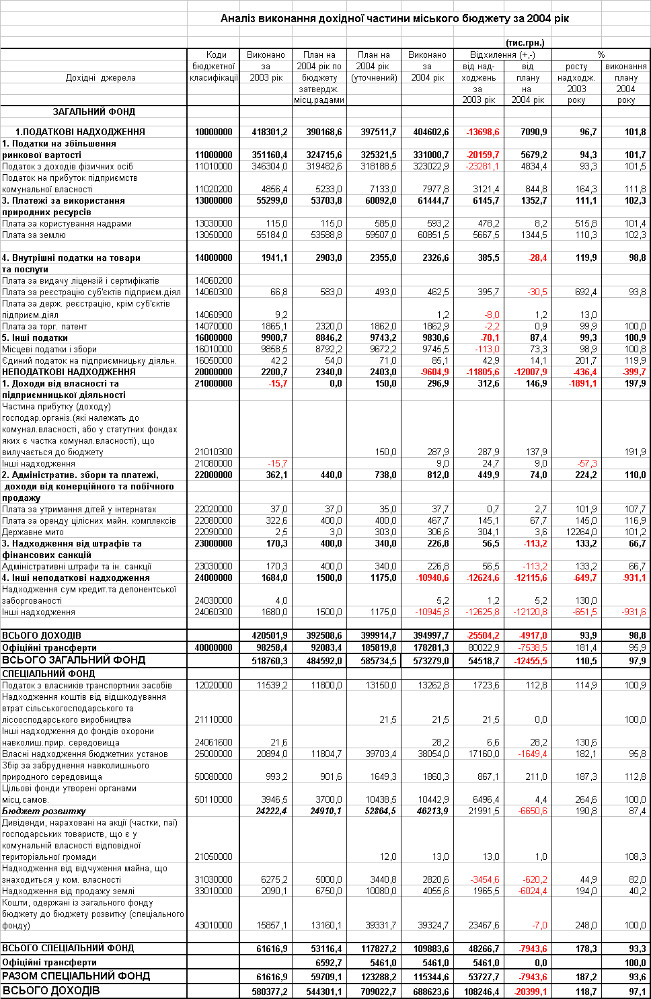 Аналіз виконання дохідної частини міського бюджету за 2004 рік
(тис.грн.)
Коди Виконано План на План на Виконано Відхилення (+,-) %
бюджетної за 2004 рік по 2004 рік за від над- від росту виконання
Дохідні джерела класифікації 2003 рік бюджету (уточнений) 2004 рік ходжень плану надходж. плану
затвердж. за на 2003 2004
місц.радами 2003 рік 2004 рік року року
ЗАГАЛЬНИЙ ФОНД
1.ПОДАТКОВІ НАДХОДЖЕННЯ 10000000 418301,2 390168,6 397511,7 404602,6 -13698,6 7090,9 96,7 101,8
1. Податки на збільшення
ринкової вартості 11000000 351160,4 324715,6 325321,5 331000,7 -20159,7 5679,2 94,3 101,7
Податок з доходів фізичних осіб 11010000 346304,0 319482,6 318188,5 323022,9 -23281,1 4834,4 93,3 101,5
Податок на прибуток підприємств
комунальної власності 11020200 4856,4 5233,0 7133,0 7977,8 3121,4 844,8 164,3 111,8
3. Платежі за використання 13000000 55299,0 53703,8 60092,0 61444,7 6145,7 1352,7 111,1 102,3
природних ресурсів
Плата за користування надрами 13030000 115,0 115,0 585,0 593,2 478,2 8,2 515,8 101,4
Плата за землю 13050000 55184,0 53588,8 59507,0 60851,5 5667,5 1344,5 110,3 102,3
4. Внутрішні податки на товари 14000000 1941,1 2903,0 2355,0 2326,6 385,5 -28,4 119,9 98,8
та послуги
Плата за видачу ліцензій і сертифікатів 14060200
Плата за реєстрацію суб'єктів підприєм.діял 14060300 66,8 583,0 493,0 462,5 395,7 -30,5 692,4 93,8
Плата за держ. реєстрацію, крім суб'єктів
підприєм.діял 14060900 9,2 1,2 -8,0 1,2 13,0
Плата за торг. патент 14070000 1865,1 2320,0 1862,0 1862,9 -2,2 0,9 99,9 100,0
5. Інші податки 16000000 9900,7 8846,2 9743,2 9830,6 -70,1 87,4 99,3 100,9
Місцеві податки і збори 16010000 9858,5 8792,2 9672,2 9745,5 -113,0 73,3 98,9 100,8
Єдиний податок на підприємницьку діяльн. 16050000 42,2 54,0 71,0 85,1 42,9 14,1 201,7 119,9
НЕПОДАТКОВІ НАДХОДЖЕННЯ 20000000 2200,7 2340,0 2403,0 -9604,9 -11805,6 -12007,9 -436,4 -399,7
1. Доходи від власності та 21000000 -15,7 0,0 150,0 296,9 312,6 146,9 -1891,1 197,9
підприємницької діяльності
Частина прибутку (доходу)
господар.організ.(які належать до
комунал.власності, або у статутних фондах
яких є частка комунал.власності), що
вилучається до бюджету 21010300 150,0 287,9 287,9 137,9 191,9
Інші надходження 21080000 -15,7 9,0 24,7 9,0 -57,3
2. Адміністратив. збори та платежі, 22000000 362,1 440,0 738,0 812,0 449,9 74,0 224,2 110,0
доходи від комерційного та побічного
продажу
Плата за утримання дітей у інтернатах 22020000 37,0 37,0 35,0 37,7 0,7 2,7 101,9 107,7
Плата за оренду цілісних майн. комплексів 22080000 322,6 400,0 400,0 467,7 145,1 67,7 145,0 116,9
Державне мито 22090000 2,5 3,0 303,0 306,6 304,1 3,6 12264,0 101,2
3. Надходження від штрафів та 23000000 170,3 400,0 340,0 226,8 56,5 -113,2 133,2 66,7
фінансових санкцій
Адміністративні штрафи та ін. санкції 23030000 170,3 400,0 340,0 226,8 56,5 -113,2 133,2 66,7
4. Інші неподаткові надходження 24000000 1684,0 1500,0 1175,0 -10940,6 -12624,6 -12115,6 -649,7 -931,1
Надходження сум кредит.та депонентської
заборгованості 24030000 4,0 5,2 1,2 5,2 130,0
Інші надходження 24060300 1680,0 1500,0 1175,0 -10945,8 -12625,8 -12120,8 -651,5 -931,6
ВСЬОГО ДОХОДІВ 420501,9 392508,6 399914,7 394997,7 -25504,2 -4917,0 93,9 98,8
Офіційні трансферти 40000000 98258,4 92083,4 185819,8 178281,3 80022,9 -7538,5 181,4 95,9
ВСЬОГО ЗАГАЛЬНИЙ ФОНД 518760,3 484592,0 585734,5 573279,0 54518,7 -12455,5 110,5 97,9
СПЕЦІАЛЬНИЙ ФОНД
Податок з власників транспортних засобів 12020000 11539,2 11800,0 13150,0 13262,8 1723,6 112,8 114,9 100,9
Надходження коштів від відшкодування
втрат сільськогосподарського та
лісоосподарського виробництва 21110000 21,5 21,5 21,5 0,0 100,0
Інші надходження до фондів охорони
навколиш.прир. середовища 24061600 21,6 28,2 6,6 28,2 130,6
Власні надходження бюджетних установ 25000000 20894,0 11804,7 39703,4 38054,0 17160,0 -1649,4 182,1 95,8
Збір за забруднення навколишнього
природного середовища 50080000 993,2 901,6 1649,3 1860,3 867,1 211,0 187,3 112,8
Цільові фонди утворені органами
місц.самов. 50110000 3946,5 3700,0 10438,5 10442,9 6496,4 4,4 264,6 100,0
Бюджет розвитку 24222,4 24910,1 52864,5 46213,9 21991,5 -6650,6 190,8 87,4
Дивіденди, нараховані на акції (частки, паї)
господарських товариств, що є у
комунальній власності відповідної
територіальної громади 21050000 12,0 13,0 13,0 1,0 108,3
Надходження від відчуження майна, що
знаходиться у ком. власності 31030000 6275,2 5000,0 3440,8 2820,6 -3454,6 -620,2 44,9 82,0
Надходження від продажу землі 33010000 2090,1 6750,0 10080,0 4055,6 1965,5 -6024,4 194,0 40,2
Кошти, одержані із загального фонду
бюджету до бюджету розвитку (спеціального
фонду) 43010000 15857,1 13160,1 39331,7 39324,7 23467,6 -7,0 248,0 100,0
ВСЬОГО СПЕЦІАЛЬНИЙ ФОНД 61616,9 53116,4 117827,2 109883,6 48266,7 -7943,6 178,3 93,3
Офіційні трансферти 6592,7 5461,0 5461,0 5461,0 0,0 100,0
РАЗОМ СПЕЦІАЛЬНИЙ ФОНД 61616,9 59709,1 123288,2 115344,6 53727,7 -7943,6 187,2 93,6
ВСЬОГО ДОХОДІВ 580377,2 544301,1 709022,7 688623,6 108246,4 -20399,1 118,7 97,1